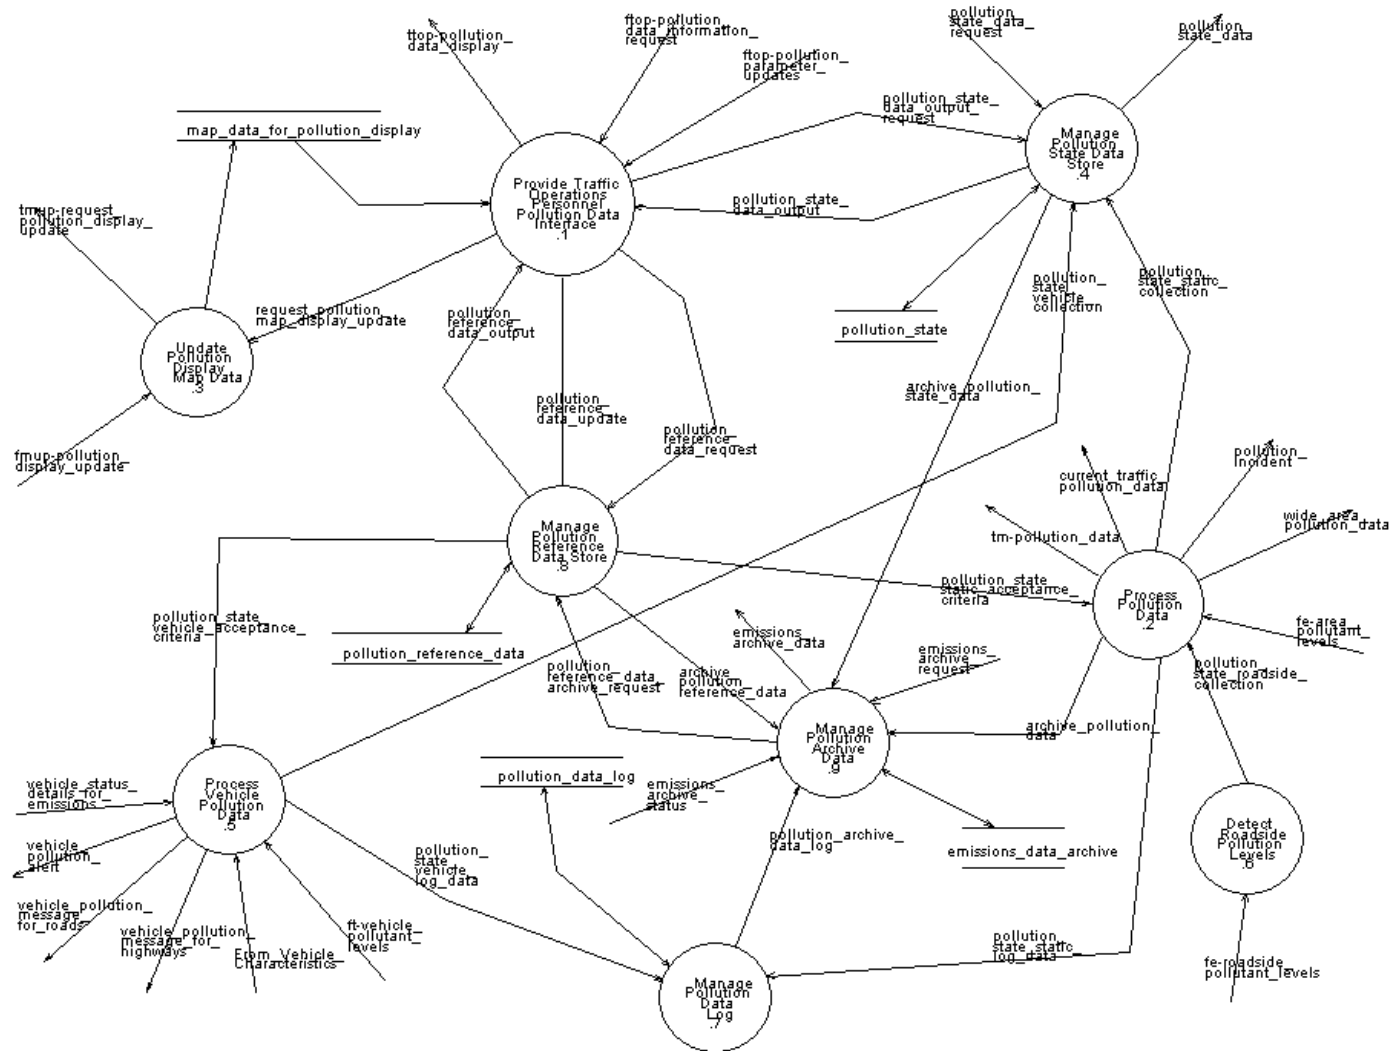 ftop-pollution_
data_display
ftop-pollution_
data_information_
request
ftop-pollution_
parameter_
updates
pollution_
state_data_
request
pollution_
state_data
map_data_for_pollution_display
pollution_state_
data_output_
request
Manage
Pollution
State Data
Store
.4
Provide Traffic
Operations
Personnel
Pollution Data
Interface
.1
pollution_state_
data_output
tmup-request_
pollution_display_
update
request_pollution_
map_display_update
pollution_
reference_
data_output
pollution_
state_
vehicle_
collection
pollution_
state_static_
collection
pollution_state
Update
Pollution
Display
Map Data
.3
fmup-pollution_
display_update
pollution_
reference_
data_update
pollution_
reference_
data_request
archive_pollution_
state_data
current_traffic_
pollution_data
pollution_
incident
wide_area_
pollution_data
tm-pollution_data
Manage
Pollution
Reference
Data Store
.8
pollution_state_
static_acceptance_
criteria
Process
Pollution
Data
.2
fe-area_
pollutant_
levels
pollution_state_
vehicle_acceptance_
criteria
pollution_reference_data
emissions_
archive_data
emissions_
archive_
request
pollution_
reference_data_
archive_request
archive_
pollution_
reference_data
pollution_
state_roadside_
collection
archive_pollution_
data
Manage
Pollution
Archive
Data
.9
pollution_data_log
emissions_
archive_
status
vehicle_status_
details_for_
emissions
Process
Vehicle
Pollution
Data
.5
vehicle_
pollution_
alert
pollution_archive_
data_log
emissions_data_archive
Detect
Roadside
Pollution
Levels
.6
pollution_
state_
vehicle_
log_data
vehicle_pollution_
message_
for_roads
vehicle_pollution_
message_for_
highways
From_Vehicle_
Characteristics
ft-vehicle_
pollutant_
levels
pollution_
state_static_
log_data
fe-roadside_
pollutant_levels
Manage
Pollution
Data
Log
.7